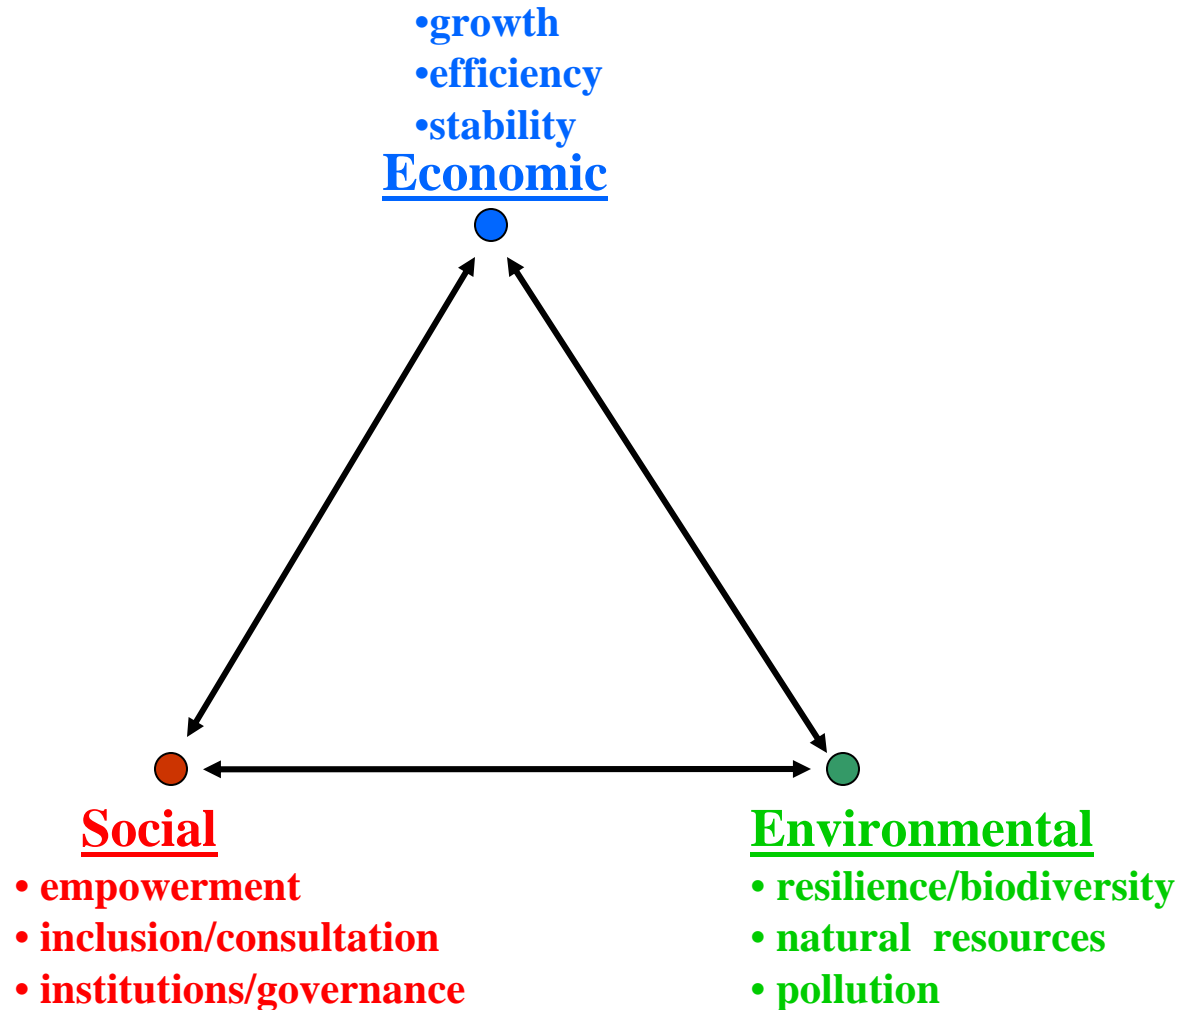 •growth
•efficiency
•stability
Economic
Social
• empowerment
• inclusion/consultation
• institutions/governance
Environmental
• resilience/biodiversity
• natural resources
• pollution